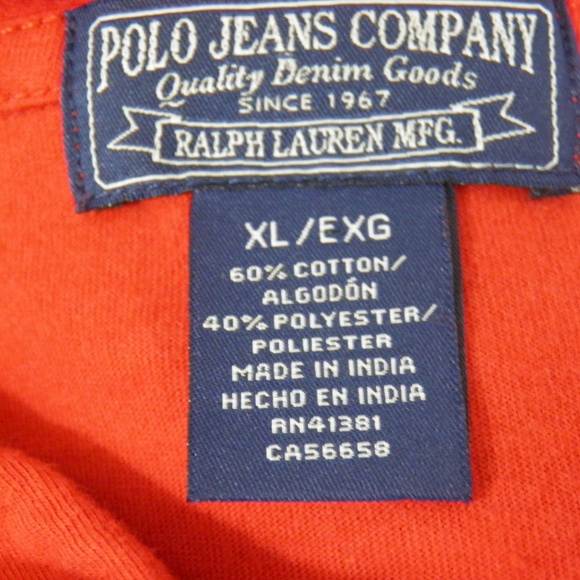 POLO JEANS COMPANY
Quality Denim Goods
SINCE 1967
RALPH LAUREN MFG.
XL/EXG
60% COTTON/
ALGODÓN
40% POLYESTER/
POLIESTER
MADE IN INDIA
HECHO EN INDIA
RN41381
CA56658